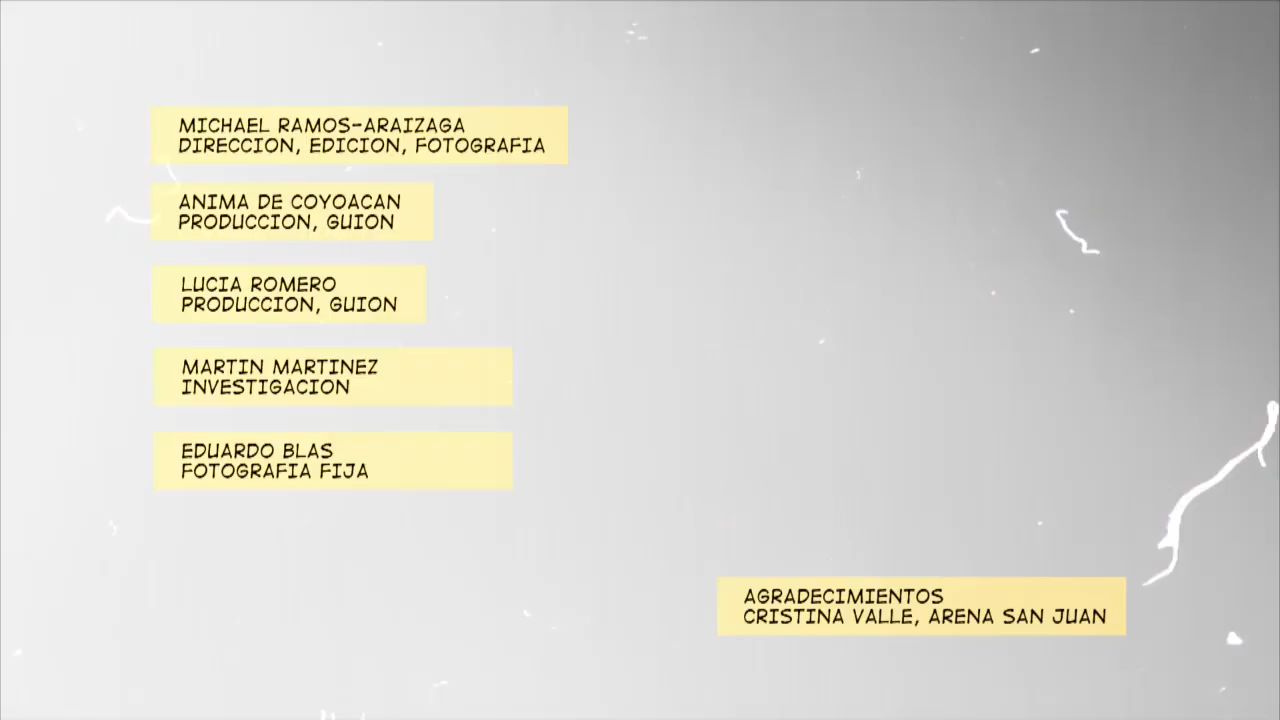 MICHAEL RAMOS-ARAIZAGA
DIRECCION, EDICION, FOTOGRAFIA
ANIMA DE COYOACAN
PRODUCCION, GUION
LUCIA ROMERO
PRODUCCION, GUION
MARTIN MARTINEZ
INVESTIGACION
EDUARDO BLAS
FOTOGRAFIA FIJA
AGRADECIMIENTOS
CRISTINA VALLE, ARENA SAN JUAN